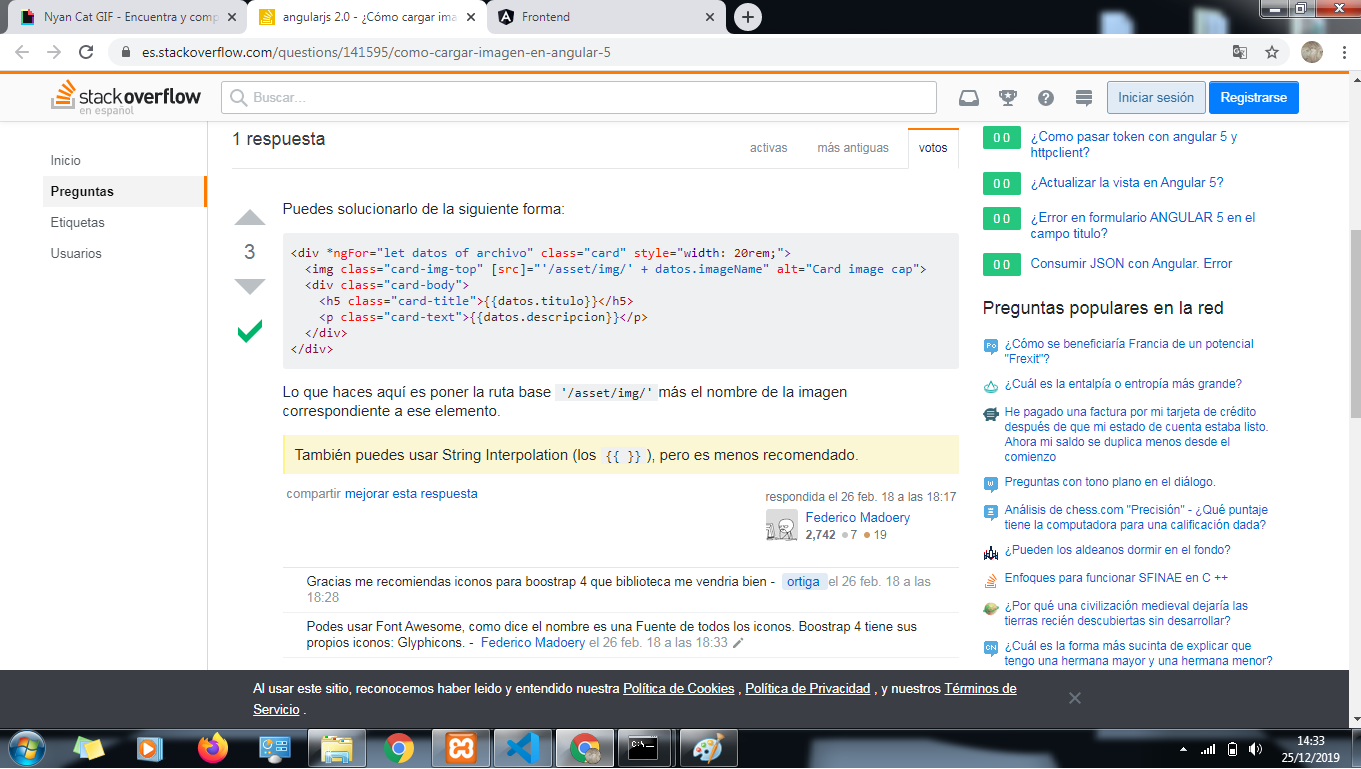 Nyan Cat GIF - Encuentra y comp
angularjs 2.0 - ¿Cómo cargar ima
Frontend
es.stackoverflow.com/questions/141595/como-cargar-imagen-en-angular-5
stackoverflow
en español
Buscar...
Iniciar sesión
Registrarse
Inicio
Preguntas
Etiquetas
Usuarios
1 respuesta
activas
más antiguas
votos
3
Puedes solucionarlo de la siguiente forma:
<div *ngFor="let datos of archivo" class="card" style="width: 20rem;">
<img class="card-img-top" [src]="'/asset/img/' + datos.imageName" alt="Card image cap">
<div class="card-body">
<h5 class="card-title">{{datos.titulo}}</h5>
<p class="card-text">{{datos.descripcion}}</p>
</div>
</div>
Lo que haces aquí es poner la ruta base '/asset/img/' más el nombre de la imagen
correspondiente a ese elemento.
También puedes usar String Interpolation (los {{ }} ), pero es menos recomendado.
compartir mejorar esta respuesta
respondida el 26 feb. 18 a las 18:17
Federico Madoery
2,742 7 19
Gracias me recomiendas iconos para boostrap 4 que biblioteca me vendria bien - ortiga el 26 feb. 18 a las
18:28
Podes usar Font Awesome, como dice el nombre es una Fuente de todos los iconos. Boostrap 4 tiene sus
propios iconos: Glyphicons. - Federico Madoery el 26 feb. 18 a las 18:33
0 0 ¿Como pasar token con angular 5 y
httpclient?
0 0 ¿Actualizar la vista en Angular 5?
0 0 ¿Error en formulario ANGULAR 5 en el
campo titulo?
0 0 Consumir JSON con Angular. Error
Preguntas populares en la red
Po ¿Cómo se beneficiaría Francia de un potencial
"Frexit"?
¿Cuál es la entalpía o entropía más grande?
He pagado una factura por mi tarjeta de crédito
después de que mi estado de cuenta estaba listo.
Ahora mi saldo se duplica menos desde el
comienzo
W Preguntas con tono plano en el diálogo.
Análisis de chess.com "Precisión" - ¿Qué puntaje
tiene la computadora para una calificación dada?
¿Pueden los aldeanos dormir en el fondo?
Enfoques para funcionar SFINAE en C ++
¿Por qué una civilización medieval dejaría las
tierras recién descubiertas sin desarrollar?
CN ¿Cuál es la forma más sucinta de explicar que
tengo una hermana mayor y una hermana menor?
Al usar este sitio, reconocemos haber leido y entendido nuestra Política de Cookies , Política de Privacidad , y nuestros Términos de
Servicio .
14:33
25/12/2019